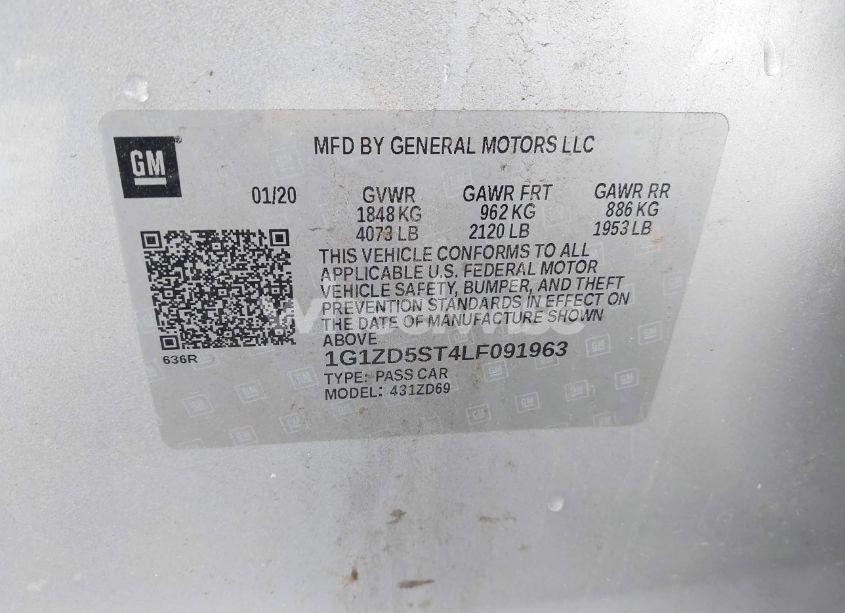 GM
MFD BY GENERAL MOTORS LLC
01/20 GVWR GAWR FRT GAWR RR
1848 KG 962 KG 886 KG
4073 LB 2120 LB 1953 LB
THIS VEHICLE CONFORMS TO ALL
APPLICABLE U.S. FEDERAL MOTOR
VEHICLE SAFETY, BUMPER, AND THEFT
PREVENTION STANDARDS IN EFFECT ON
THE DATE OF MANUFACTURE SHOWN
ABOVE
636R
1G1ZD5ST4LF091963
TYPE: PASS CAR
MODEL: 431ZD69